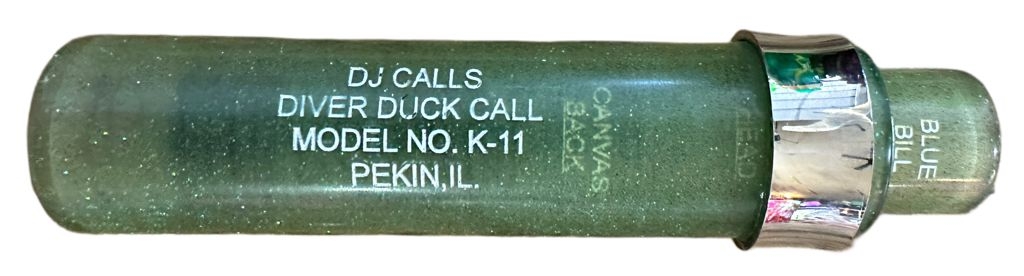 DJ CALLS
DIVER DUCK CALL
MODEL NO. K-11
PEKIN,IL.
CANVAS
BACK
HEAD
BLUE
BILL